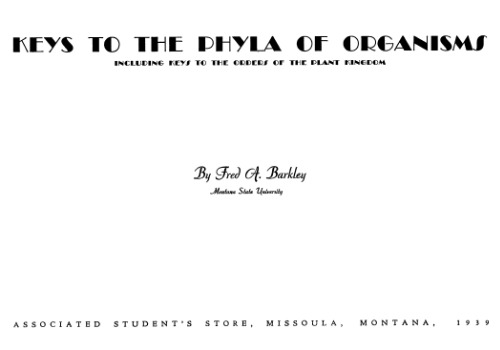 KEYS TO THE PHYLA OF ORGANISMS
INCLUDING KEYS TO THE ORDERS OF THE PLANT KINGDOM
By Fred A. Barkley
Montana State University
ASSOCIATED STUDENT'S STORE, MISSOULA, MONTANA, 1939